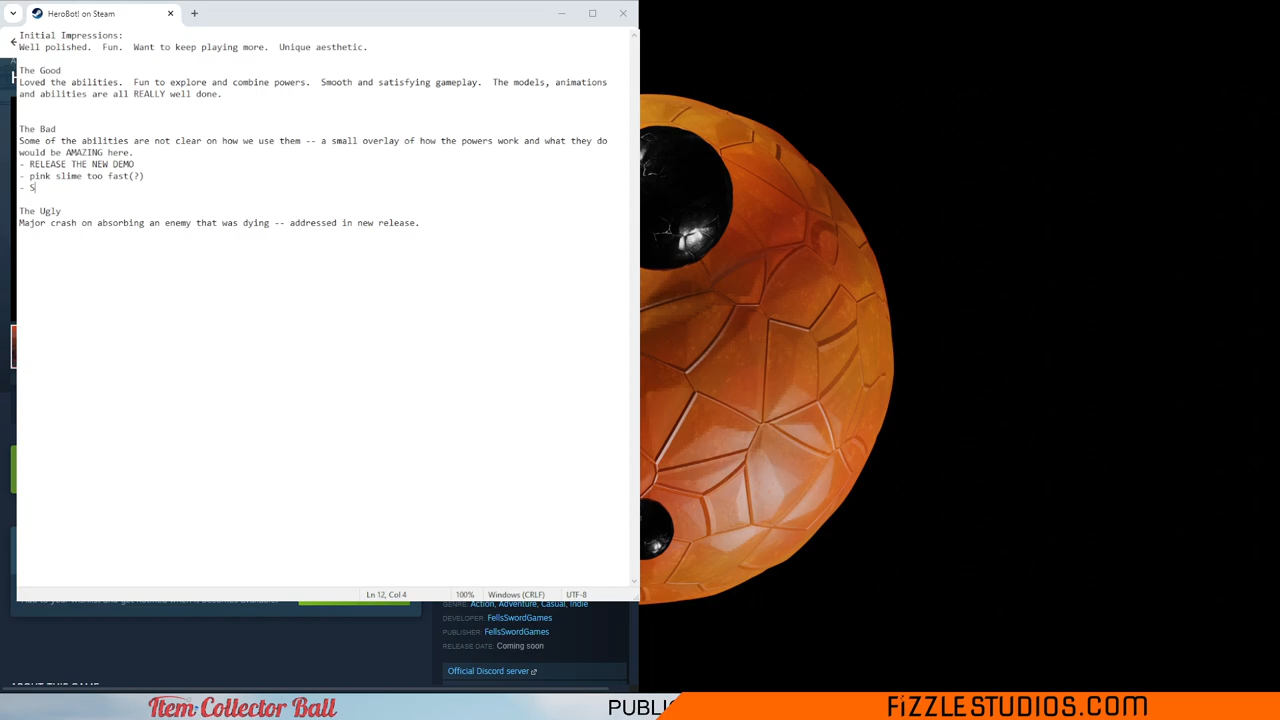 HeroBot! on Steam
Initial Impressions:
Well polished.  Fun.  Want to keep playing more.  Unique aesthetic.
The Good
Loved the abilities.  Fun to explore and combine powers.  Smooth and satisfying gameplay.  The models, animations
and abilities are all REALLY well done.
The Bad
Some of the abilities are not clear on how we use them -- a small overlay of how the powers work and what they do
would be AMAZING here.
- RELEASE THE NEW DEMO
- pink slime too fast(?)
- S
The Ugly
Major crash on absorbing an enemy that was dying -- addressed in new release.
Ln 12, Col 4
100%
Windows (CRLF)
UTF-8
GENRE: Action, Adventure, Casual, Indie
DEVELOPER: FellsSwordGames
PUBLISHER: FellsSwordGames
RELEASE DATE: Coming soon
Official Discord server
Item Collector Ball
PUBLI
FiZZLESTUDIOS.COM